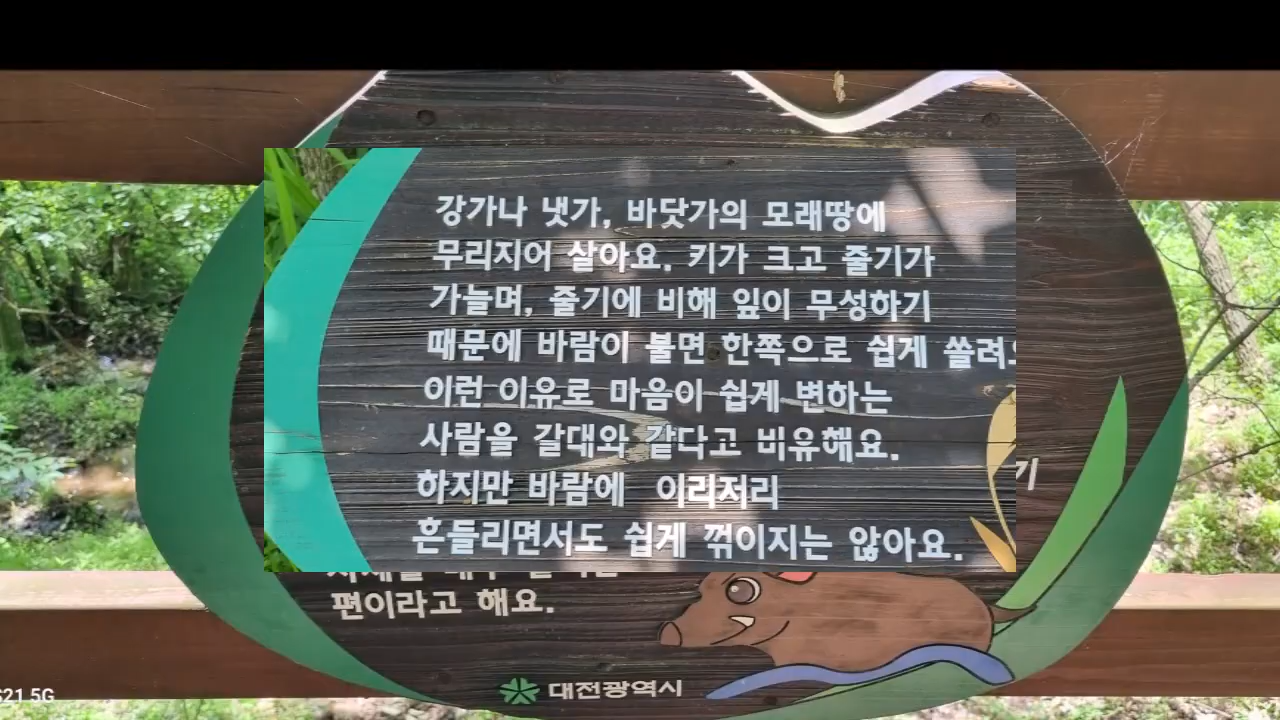 강가나 냇가, 바닷가의 모래땅에
무리지어 살아요. 키가 크고 줄기가
가늘며, 줄기에 비해 잎이 무성하기
때문에 바람이 불면 한쪽으로 쉽게 쓸려
이런 이유로 마음이 쉽게 변하는
사람을 갈대와 같다고 비유해요.
하지만 바람에 이리저리
흔들리면서도 쉽게 꺾이지는 않아요.
기
편이라고 해요.
대전광역시
S21 5G